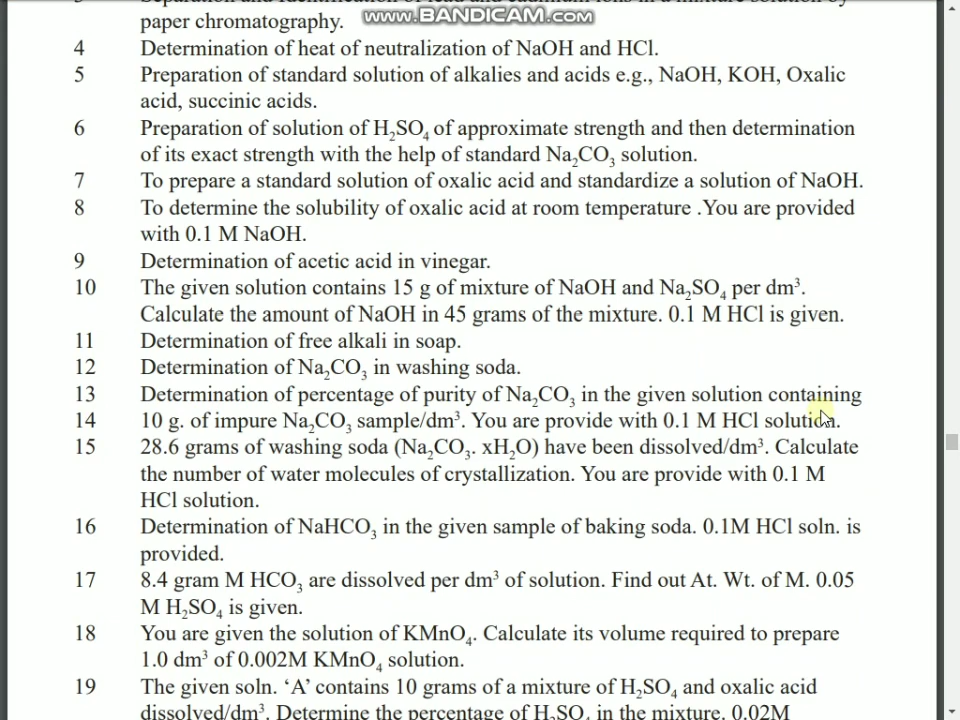 3 Separation and identification of lead and cadmium ions in a mixture solution by
www.BANDICAM.com
paper chromatography.
4 Determination of heat of neutralization of NaOH and HCl.
5 Preparation of standard solution of alkalies and acids e.g., NaOH, KOH, Oxalic
acid, succinic acids.
6 Preparation of solution of H₂SO₄ of approximate strength and then determination
of its exact strength with the help of standard Na₂CO₃ solution.
7 To prepare a standard solution of oxalic acid and standardize a solution of NaOH.
8 To determine the solubility of oxalic acid at room temperature .You are provided
with 0.1 M NaOH.
9 Determination of acetic acid in vinegar.
10 The given solution contains 15 g of mixture of NaOH and Na₂SO₄ per dm³.
Calculate the amount of NaOH in 45 grams of the mixture. 0.1 M HCl is given.
11 Determination of free alkali in soap.
12 Determination of Na₂CO₃ in washing soda.
13 Determination of percentage of purity of Na₂CO₃ in the given solution containing
14 10 g. of impure Na₂CO₃ sample/dm³. You are provide with 0.1 M HCl solution.
15 28.6 grams of washing soda (Na₂CO₃. xH₂O) have been dissolved/dm³. Calculate
the number of water molecules of crystallization. You are provide with 0.1 M
HCl solution.
16 Determination of NaHCO₃ in the given sample of baking soda. 0.1M HCl soln. is
provided.
17 8.4 gram M HCO₃ are dissolved per dm³ of solution. Find out At. Wt. of M. 0.05
M H₂SO₄ is given.
18 You are given the solution of KMnO₄. Calculate its volume required to prepare
1.0 dm³ of 0.002M KMnO₄ solution.
19 The given soln. ‘A’ contains 10 grams of a mixture of H₂SO₄ and oxalic acid
dissolved/dm³. Determine the percentage of H₂SO₄ in the mixture. 0.02M